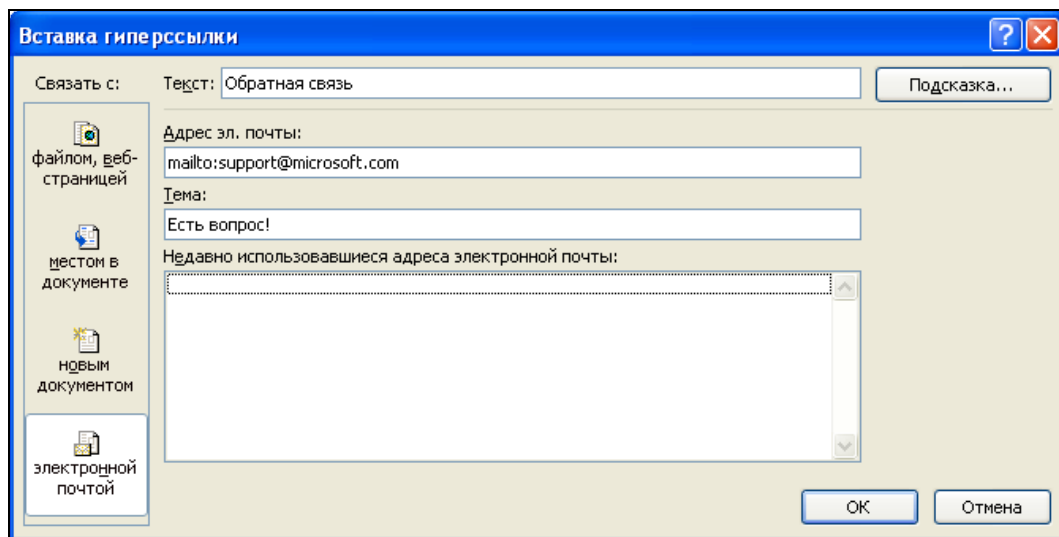 Вставка гиперссылки
Связать с:
Текст: Обратная связь
Подсказка...
файлом, веб-
страницей
местом в
документе
новым
документом
электронной
почтой
Адрес эл. почты:
mailto:support@microsoft.com
Тема:
Есть вопрос!
Недавно использовавшиеся адреса электронной почты:
ОК
Отмена